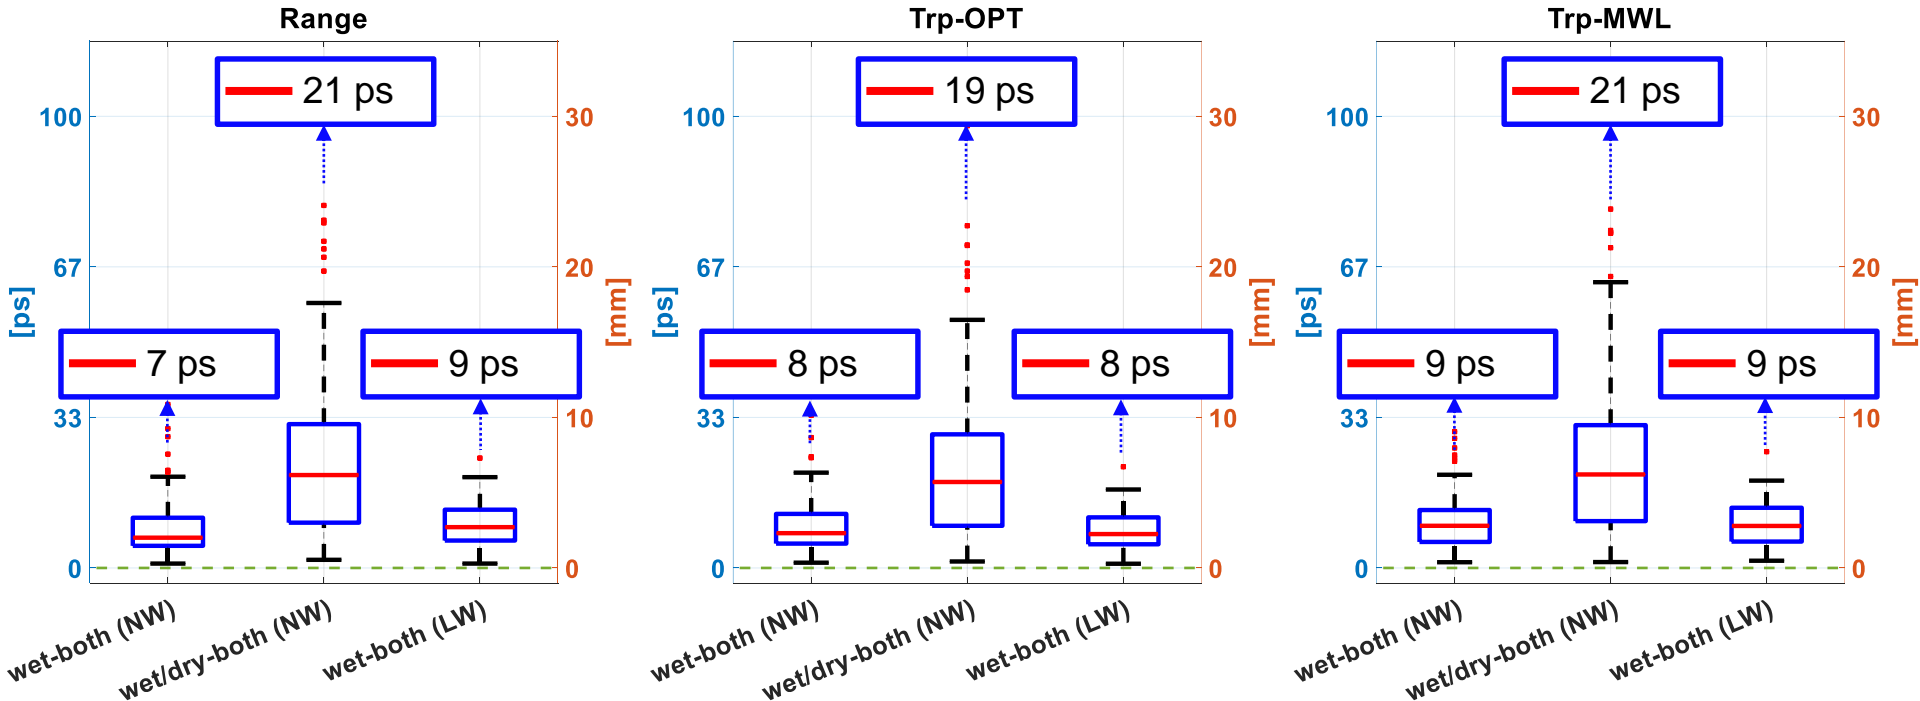 Range
21 ps
100
67
33
0
[ps]
30
20
10
0
[mm]
7 ps
9 ps
wet-both (NW)
wet/dry-both (NW)
wet-both (LW)
Trp-OPT
19 ps
100
67
33
0
[ps]
30
20
10
0
[mm]
8 ps
8 ps
wet-both (NW)
wet/dry-both (NW)
wet-both (LW)
Trp-MWL
21 ps
100
67
33
0
[ps]
30
20
10
0
[mm]
9 ps
9 ps
wet-both (NW)
wet/dry-both (NW)
wet-both (LW)